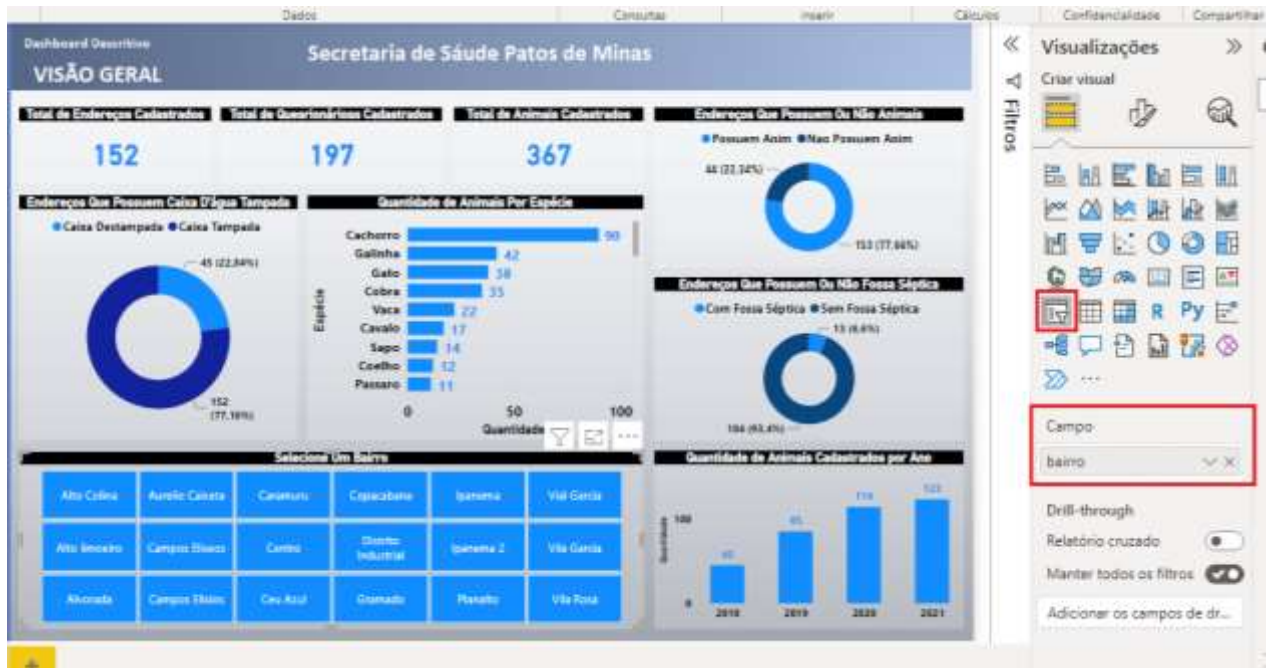 Dados
Consultas
Inserir
Cálculos
Confidencialidade
Compartilhar
Dashboard Descritivo
VISÃO GERAL
Secretaria de Sáude Patos de Minas
Total de Endereços Cadastrados
Total de Quesrionárioss Cadastrados
Total de Animais Cadastrados
152
197
367
Endereços Que Possuem Ou Não Animais
Possuem Anim Nao Possuem Anim
44 (22,34%)
153 (77,66%)
Endereços Que Possuem Caixa D'água Tampada
Caixa Destampada Caixa Tampada
45 (22,84%)
152
(77,16%)
Quantidade de Animais Por Espécie
Espécie
Cachorro 90
Galinha 42
Gato 38
Cobra 35
Vaca 22
Cavalo 17
Sapo 14
Coelho 12
Passaro 11
0 50 100
Quantidade
Endereços Que Possuem Ou Não Fossa Séptica
Com Fossa Séptica Sem Fossa Séptica
13 (6,6%)
184 (93,4%)
Selecione Um Bairro
Alto Colina
Aurelio Caixeta
Caramuru
Copacabana
Ipanema
Vial Garcia
Alto limoeiro
Campos Eliseos
Centro
Distrito
Industrial
Ipanema 2
Vila Garcia
Alvorada
Campos Elisios
Ceu Azul
Gramado
Planalto
Vila Rosa
Quantidade de Animais Cadastrados por Ano
Quantidade
100
0
45
85
114
123
2018 2019 2020 2021
Filtros
Visualizações
Criar visual
R
Py
Campo
bairro
Drill-through
Relatório cruzado
Manter todos os filtros
Adicionar os campos de dr...